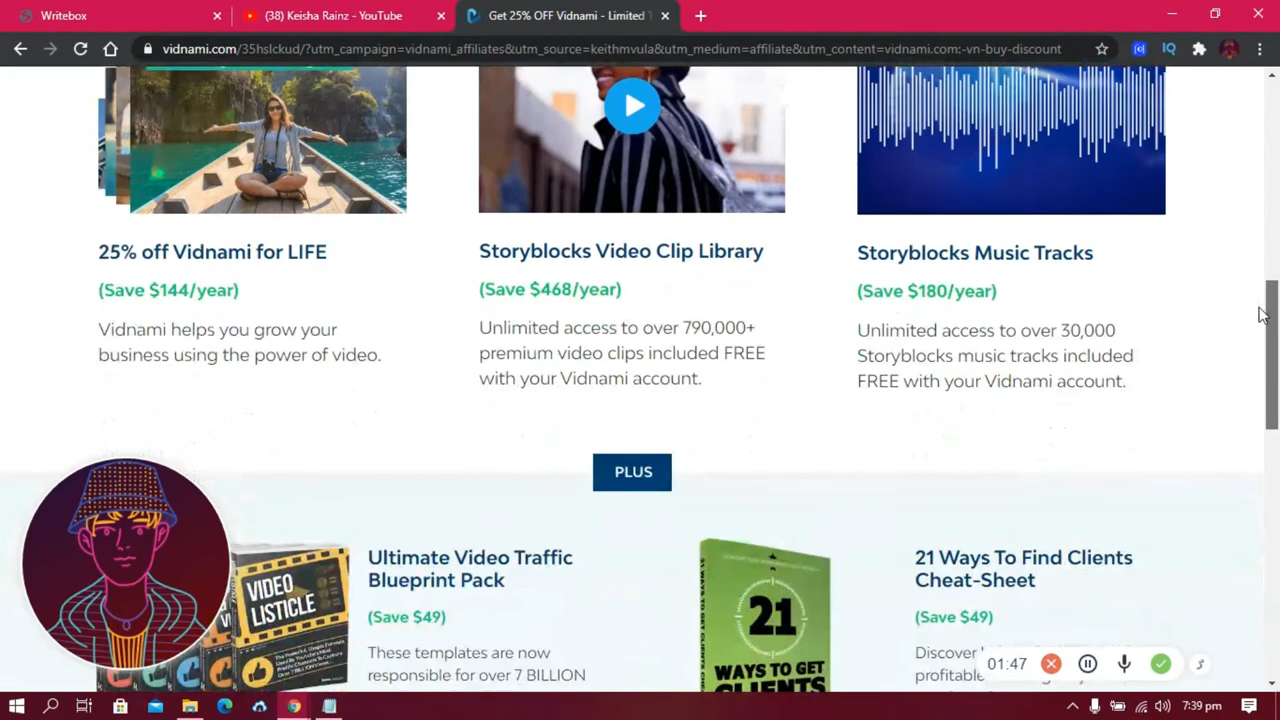 Writebox
(38) Keisha Rainz - YouTube
Get 25% OFF Vidnami - Limited T
vidnami.com/35hslckud/?utm_campaign=vidnami_affiliates&utm_source=keithmvula&utm_medium=affiliate&utm_content=vidnami.com:-vn-buy-discount
IQ
25% off Vidnami for LIFE
(Save $144/year)
Vidnami helps you grow your
business using the power of video.
Storyblocks Video Clip Library
(Save $468/year)
Unlimited access to over 790,000+
premium video clips included FREE
with your Vidnami account.
Storyblocks Music Tracks
(Save $180/year)
Unlimited access to over 30,000
Storyblocks music tracks included
FREE with your Vidnami account.
PLUS
VIDEO
LISTICLE
Ultimate Video Traffic
Blueprint Pack
(Save $49)
These templates are now
responsible for over 7 BILLION
21
WAYS TO GET
CLIENTS
21 Ways To Find Clients
Cheat-Sheet
(Save $49)
1:47
7:39 pm